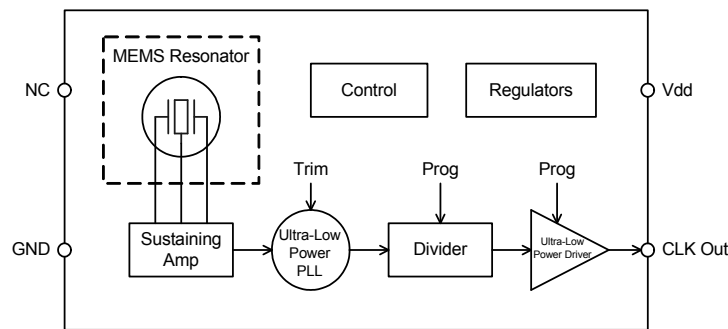 MEMS Resonator
NC
Control
Regulators
Vdd
Trim
Prog
Prog
GND
Sustaining
Amp
Ultra-Low
Power
PLL
Divider
Ultra-Low
Power Driver
CLK Out